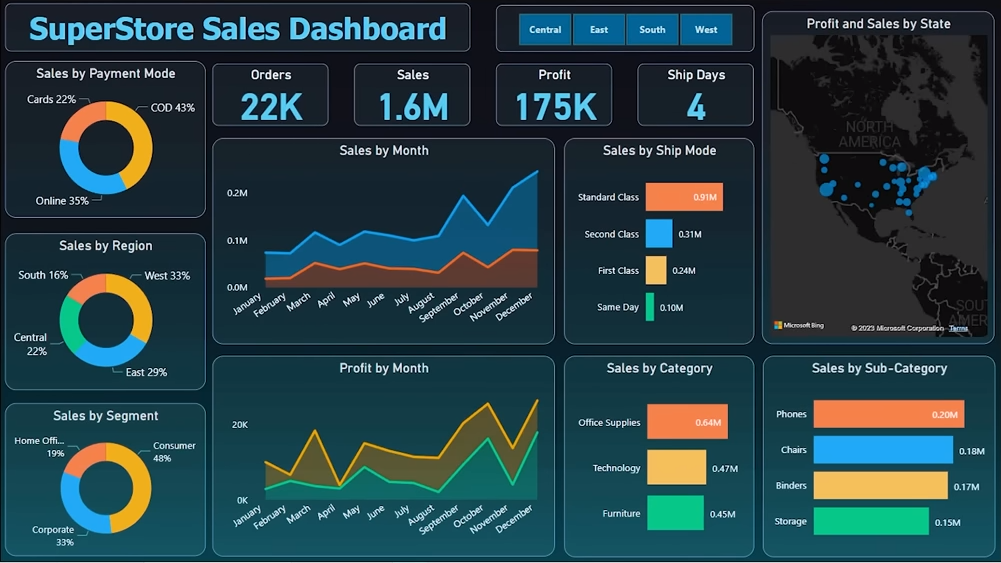 SuperStore Sales Dashboard
Central
East
South
West
Sales by Payment Mode
Cards 22%
COD 43%
Online 35%
Orders
22K
Sales
1.6M
Profit
175K
Ship Days
4
Profit and Sales by State
NORTH
AMERICA
SOUT
AMER
Microsoft Bing
© 2023 Microsoft Corporation Terms
Sales by Region
South 16%
West 33%
Central
22%
East 29%
Sales by Month
0.2M
0.1M
0.0M
January
February
March
April
May
June
July
August
September
October
November
December
Sales by Ship Mode
Standard Class
0.91M
Second Class
0.31M
First Class
0.24M
Same Day
0.10M
Sales by Segment
Home Offi...
19%
Consumer
48%
Corporate
33%
Profit by Month
20K
0K
January
February
March
April
May
June
July
August
September
October
November
December
Sales by Category
Office Supplies
0.64M
Technology
0.47M
Furniture
0.45M
Sales by Sub-Category
Phones
0.20M
Chairs
0.18M
Binders
0.17M
Storage
0.15M